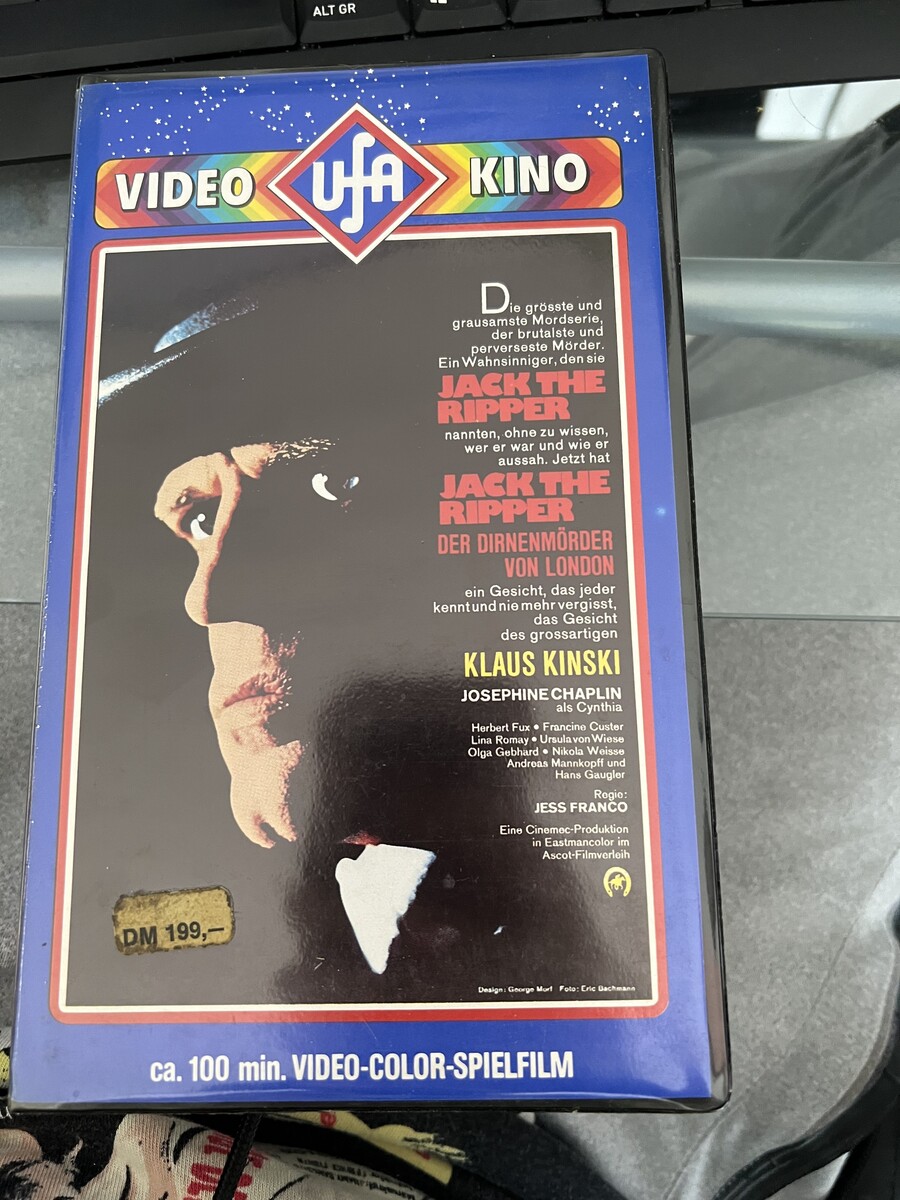 ALT GR
VIDEO UFA KINO
Die grösste und
grausamste Mordserie,
der brutalste und
perverseste Mörder.
Ein Wahnsinniger, den sie
JACK THE
RIPPER
nannten, ohne zu wissen,
wer er war und wie er
aussah. Jetzt hat
JACK THE
RIPPER
DER DIRNENMÖRDER
VON LONDON
ein Gesicht, das jeder
kennt und nie mehr vergisst,
das Gesicht
des grossartigen
KLAUS KINSKI
JOSEPHINE CHAPLIN
als Cynthia
Herbert Fux • Francine Custer
Lina Romay • Ursula von Wiese
Olga Gebhard • Nikola Weisse
Andreas Mannkopff und
Hans Gaugler
Regie:
JESS FRANCO
Eine Cinemec-Produktion
in Eastmancolor im
Ascot-Filmverleih
DM 199,–
Design: George Morf Foto: Eric Bachmann
ca. 100 min. VIDEO-COLOR-SPIELFILM